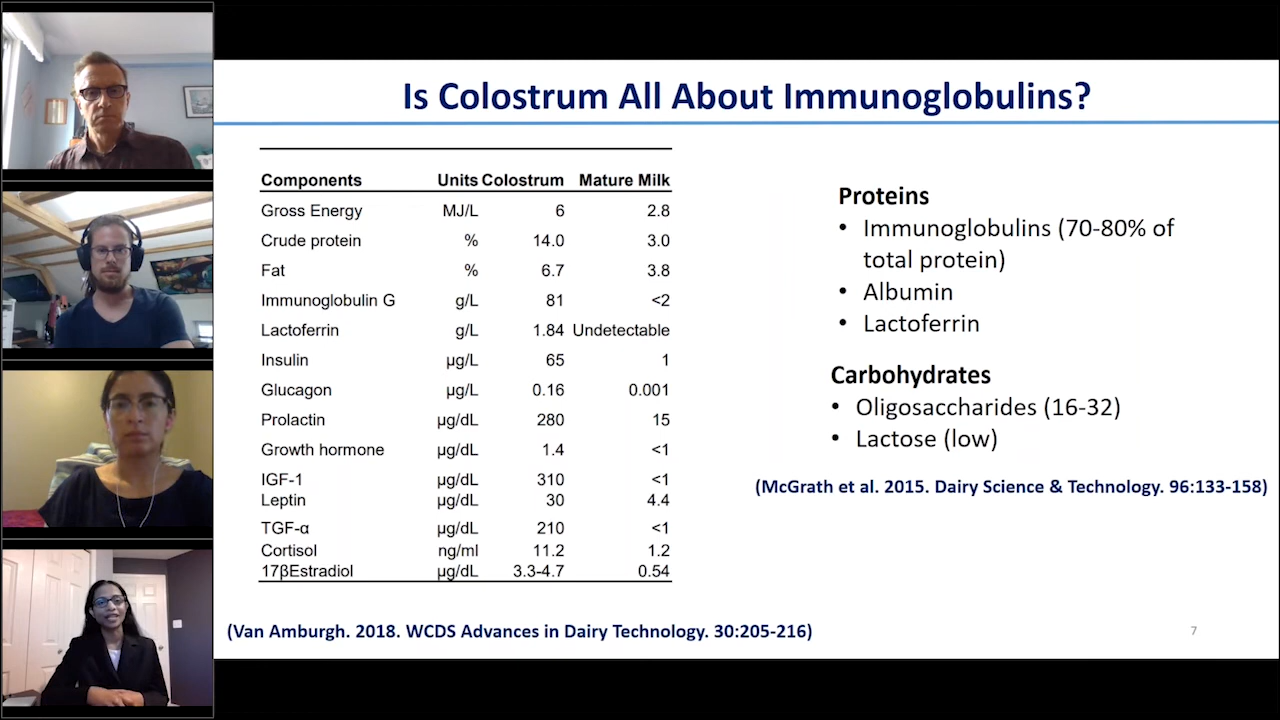 Is Colostrum All About Immunoglobulins?
Components Units Colostrum Mature Milk
Gross Energy MJ/L 6 2.8
Crude protein % 14.0 3.0
Fat % 6.7 3.8
Immunoglobulin G g/L 81 <2
Lactoferrin g/L 1.84 Undetectable
Insulin µg/L 65 1
Glucagon µg/L 0.16 0.001
Prolactin µg/dL 280 15
Growth hormone µg/dL 1.4 <1
IGF-1 µg/dL 310 <1
Leptin µg/dL 30 4.4
TGF-α µg/dL 210 <1
Cortisol ng/ml 11.2 1.2
17βEstradiol µg/dL 3.3-4.7 0.54
(Van Amburgh. 2018. WCDS Advances in Dairy Technology. 30:205-216)
Proteins
• Immunoglobulins (70-80% of
total protein)
• Albumin
• Lactoferrin
Carbohydrates
• Oligosaccharides (16-32)
• Lactose (low)
(McGrath et al. 2015. Dairy Science & Technology. 96:133-158)
7